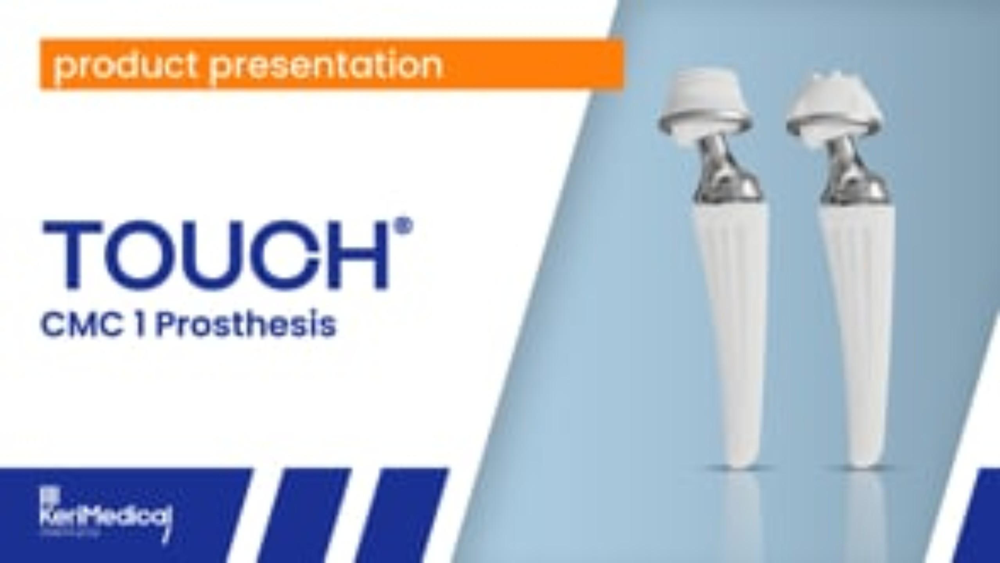 product presentation
TOUCH®
CMC 1 Prosthesis
KeriMedical